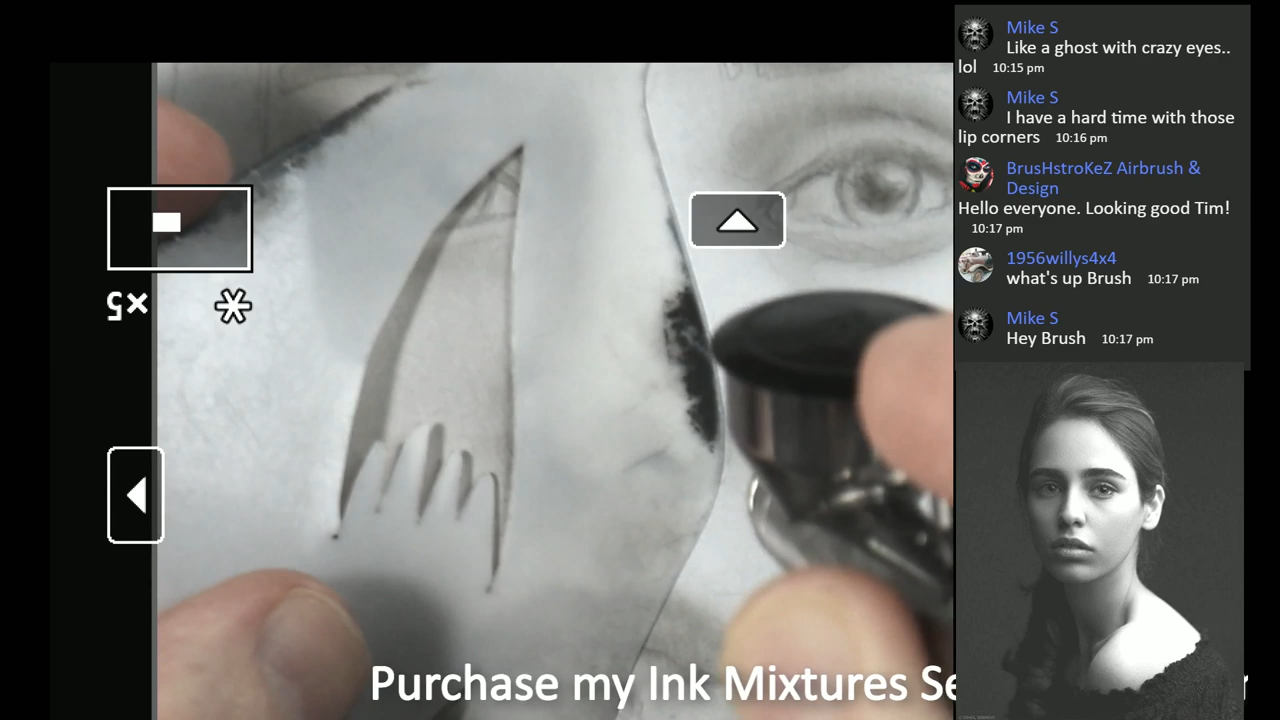 Mike S
Like a ghost with crazy eyes..
lol 10:15 pm
Mike S
I have a hard time with those
lip corners 10:16 pm
BrusHstroKeZ Airbrush &
Design
Hello everyone. Looking good Tim!
10:17 pm
1956willys4x4
what's up Brush 10:17 pm
Mike S
Hey Brush 10:17 pm
5×
Purchase my Ink Mixtures